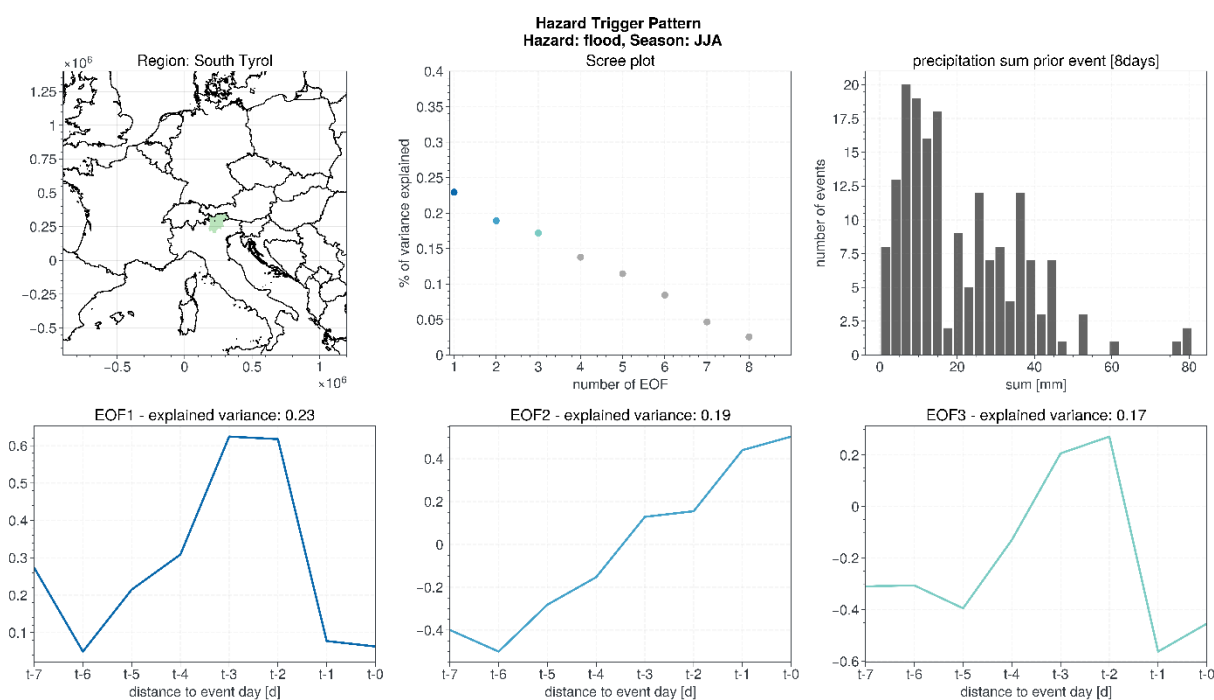 Hazard Trigger Pattern
Hazard: flood, Season: JJA
Region: South Tyrol
×10⁶
1.25
1
0.75
0.5
0.25
0
−0.25
−0.5
−0.5
0
0.5
1
×10⁶
Scree plot
% of variance explained
0.4
0.35
0.3
0.25
0.2
0.15
0.1
0.05
0
1
2
3
4
5
6
7
8
number of EOF
precipitation sum prior event [8days]
number of events
20
17.5
15
12.5
10
7.5
5
2.5
0
0
20
40
60
80
sum [mm]
EOF1 - explained variance: 0.23
0.6
0.5
0.4
0.3
0.2
0.1
t-7
t-6
t-5
t-4
t-3
t-2
t-1
t-0
distance to event day [d]
EOF2 - explained variance: 0.19
0.4
0.2
0
−0.2
−0.4
t-7
t-6
t-5
t-4
t-3
t-2
t-1
t-0
distance to event day [d]
EOF3 - explained variance: 0.17
0.2
0
−0.2
−0.4
−0.6
t-7
t-6
t-5
t-4
t-3
t-2
t-1
t-0
distance to event day [d]